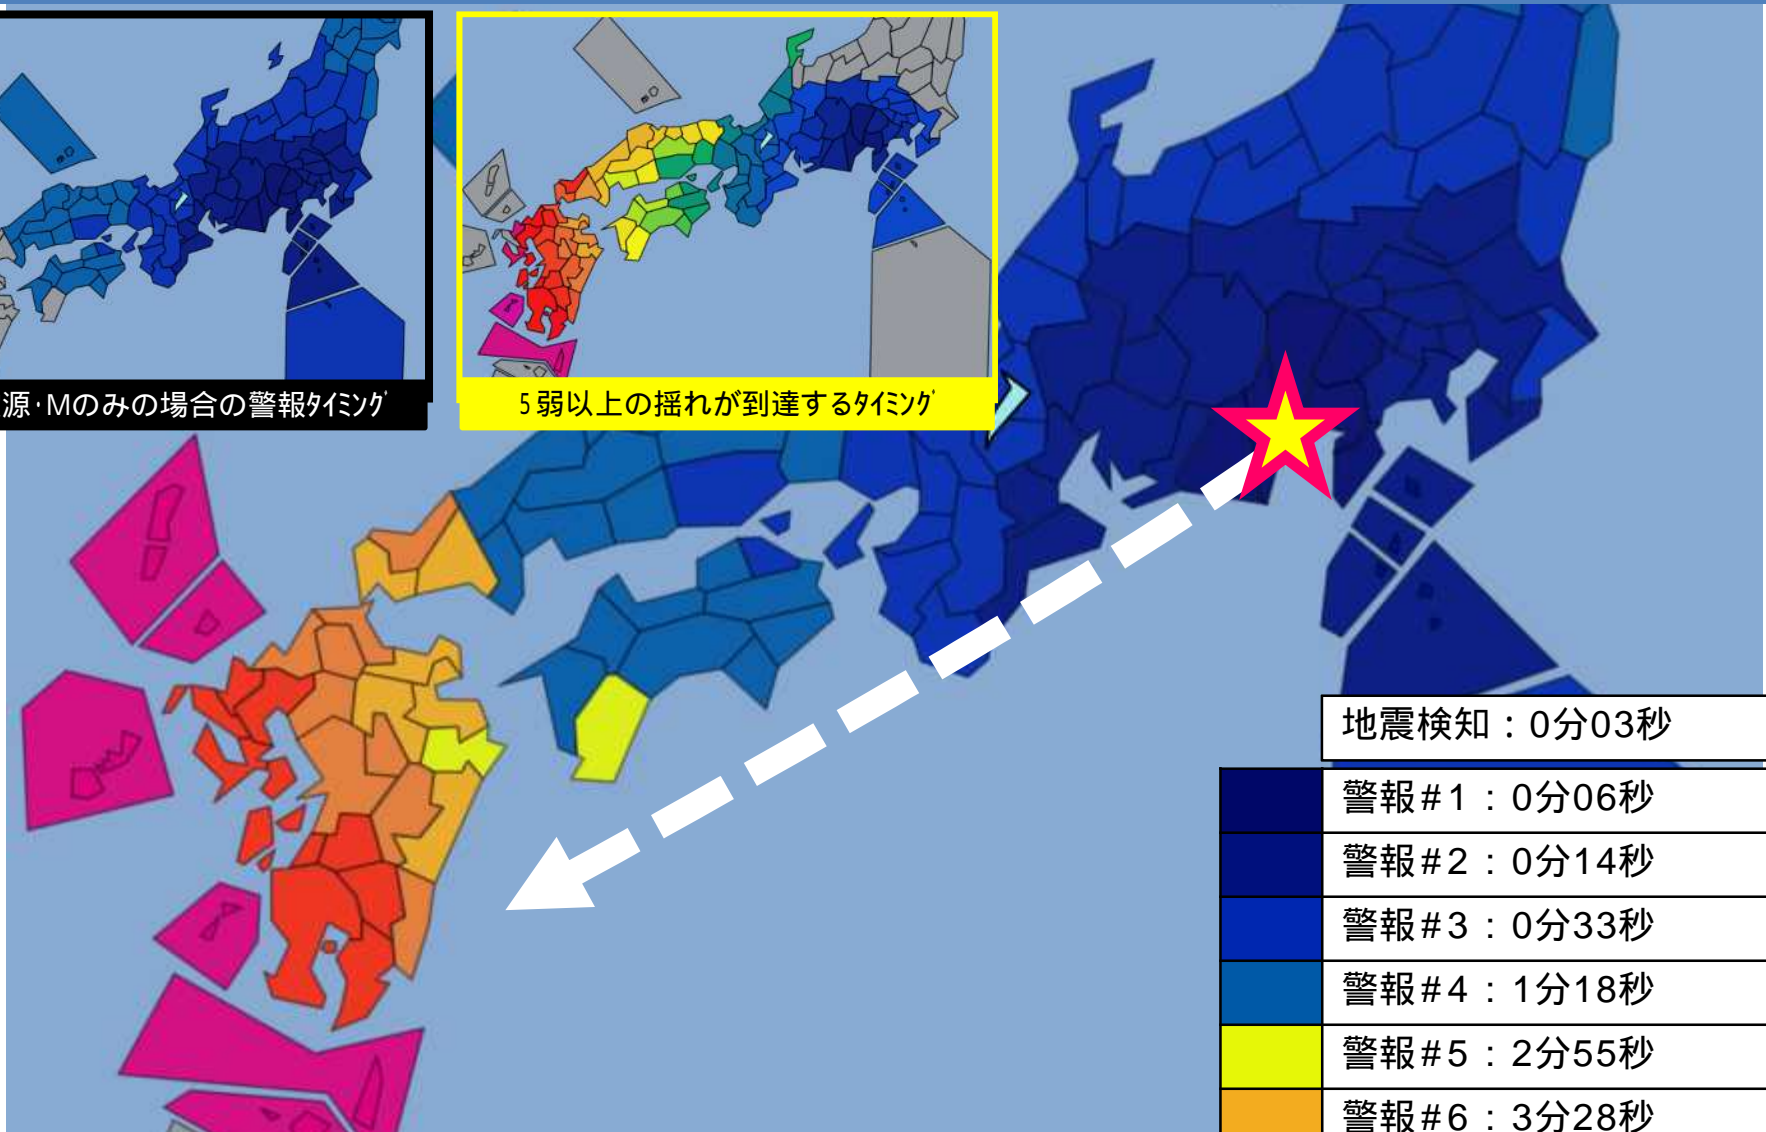 源・Mのみの場合の警報ﾀｲﾐﾝｸﾞ
5弱以上の揺れが到達するﾀｲﾐﾝｸﾞ
地震検知：0分03秒
警報#1：0分06秒
警報#2：0分14秒
警報#3：0分33秒
警報#4：1分18秒
警報#5：2分55秒
警報#6：3分28秒